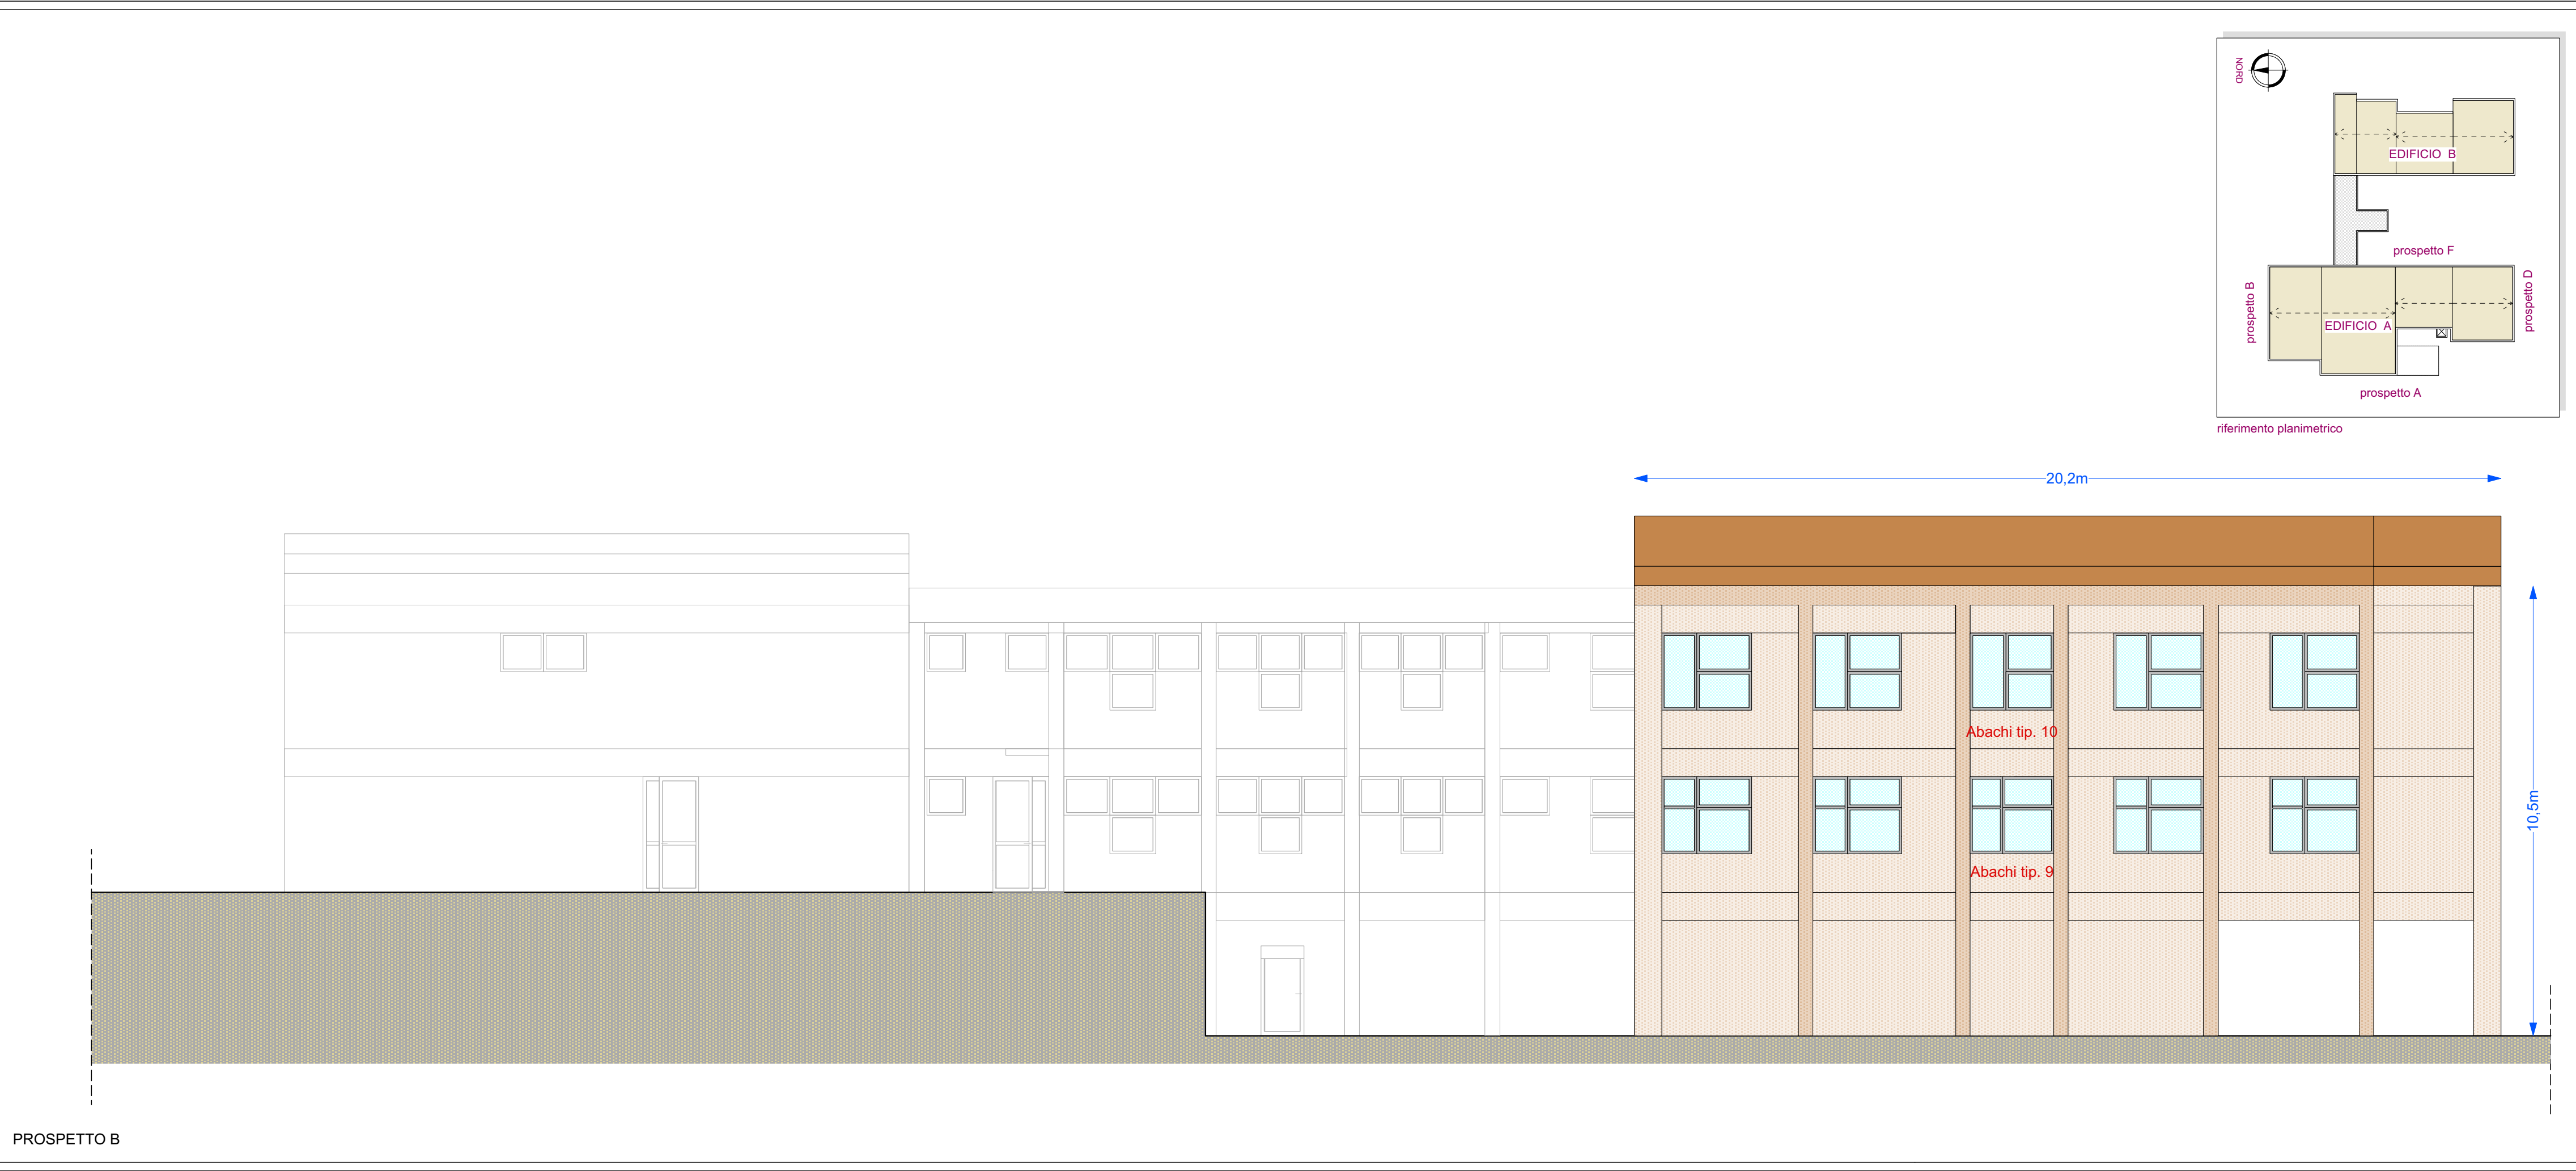 NORD
EDIFICIO B
prospetto F
prospetto B
prospetto D
EDIFICIO A
prospetto A
riferimento planimetrico
20,2m
Abachi tip. 10
10,5m
Abachi tip. 9
PROSPETTO B